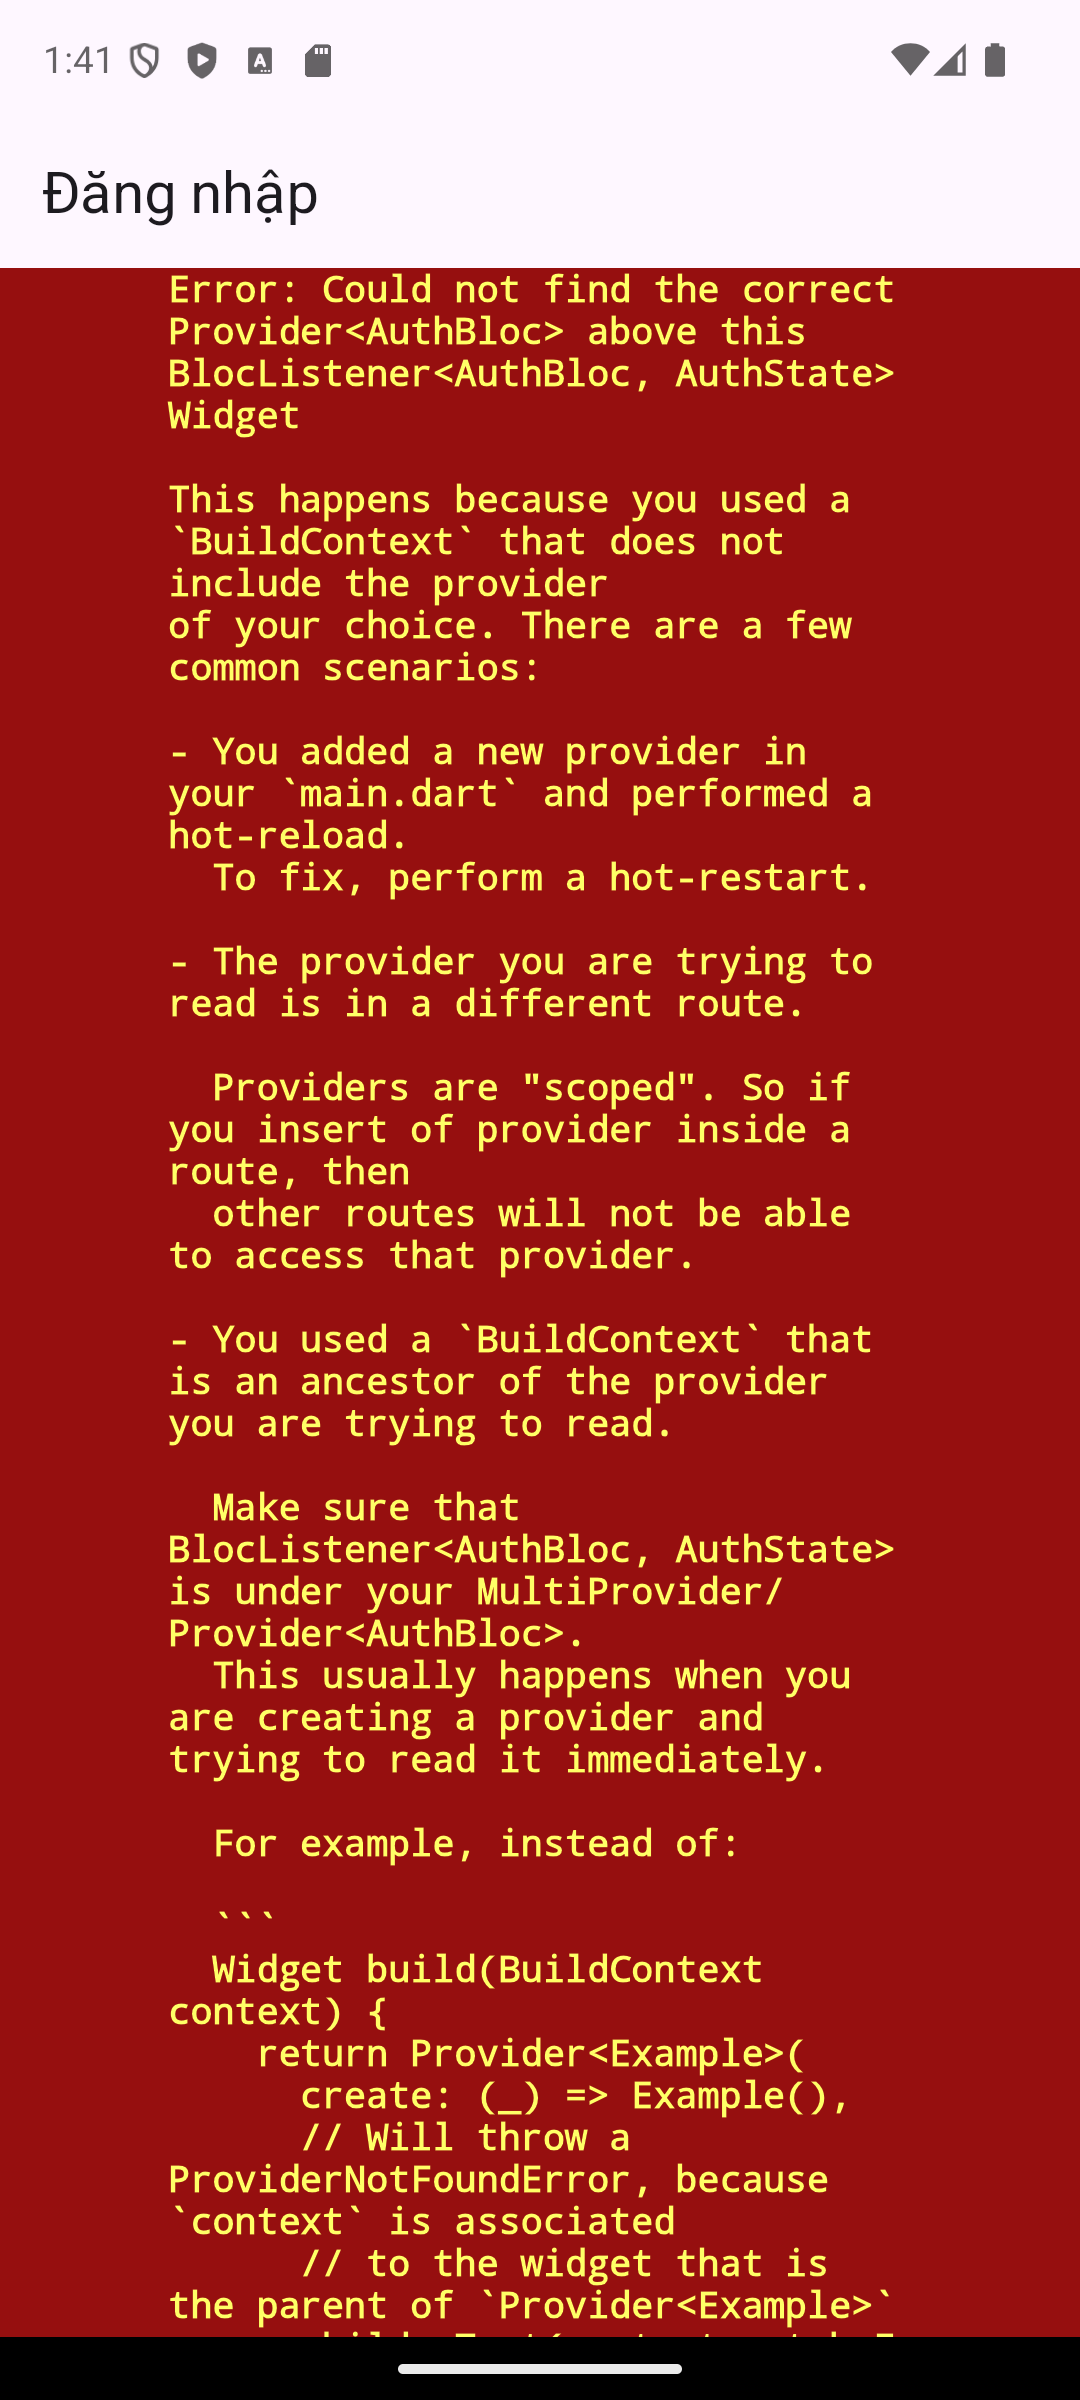 1:41
Đăng nhập
Error: Could not find the correct
Provider<AuthBloc> above this
BlocListener<AuthBloc, AuthState>
Widget
This happens because you used a
`BuildContext` that does not
include the provider
of your choice. There are a few
common scenarios:
- You added a new provider in
your `main.dart` and performed a
hot-reload.
To fix, perform a hot-restart.
- The provider you are trying to
read is in a different route.
Providers are "scoped". So if
you insert of provider inside a
route, then
other routes will not be able
to access that provider.
- You used a `BuildContext` that
is an ancestor of the provider
you are trying to read.
Make sure that
BlocListener<AuthBloc, AuthState>
is under your MultiProvider/
Provider<AuthBloc>.
This usually happens when you
are creating a provider and
trying to read it immediately.
For example, instead of:
```
Widget build(BuildContext
context) {
return Provider<Example>(
create: (_) => Example(),
// Will throw a
ProviderNotFoundError, because
`context` is associated
// to the widget that is
the parent of `Provider<Example>`